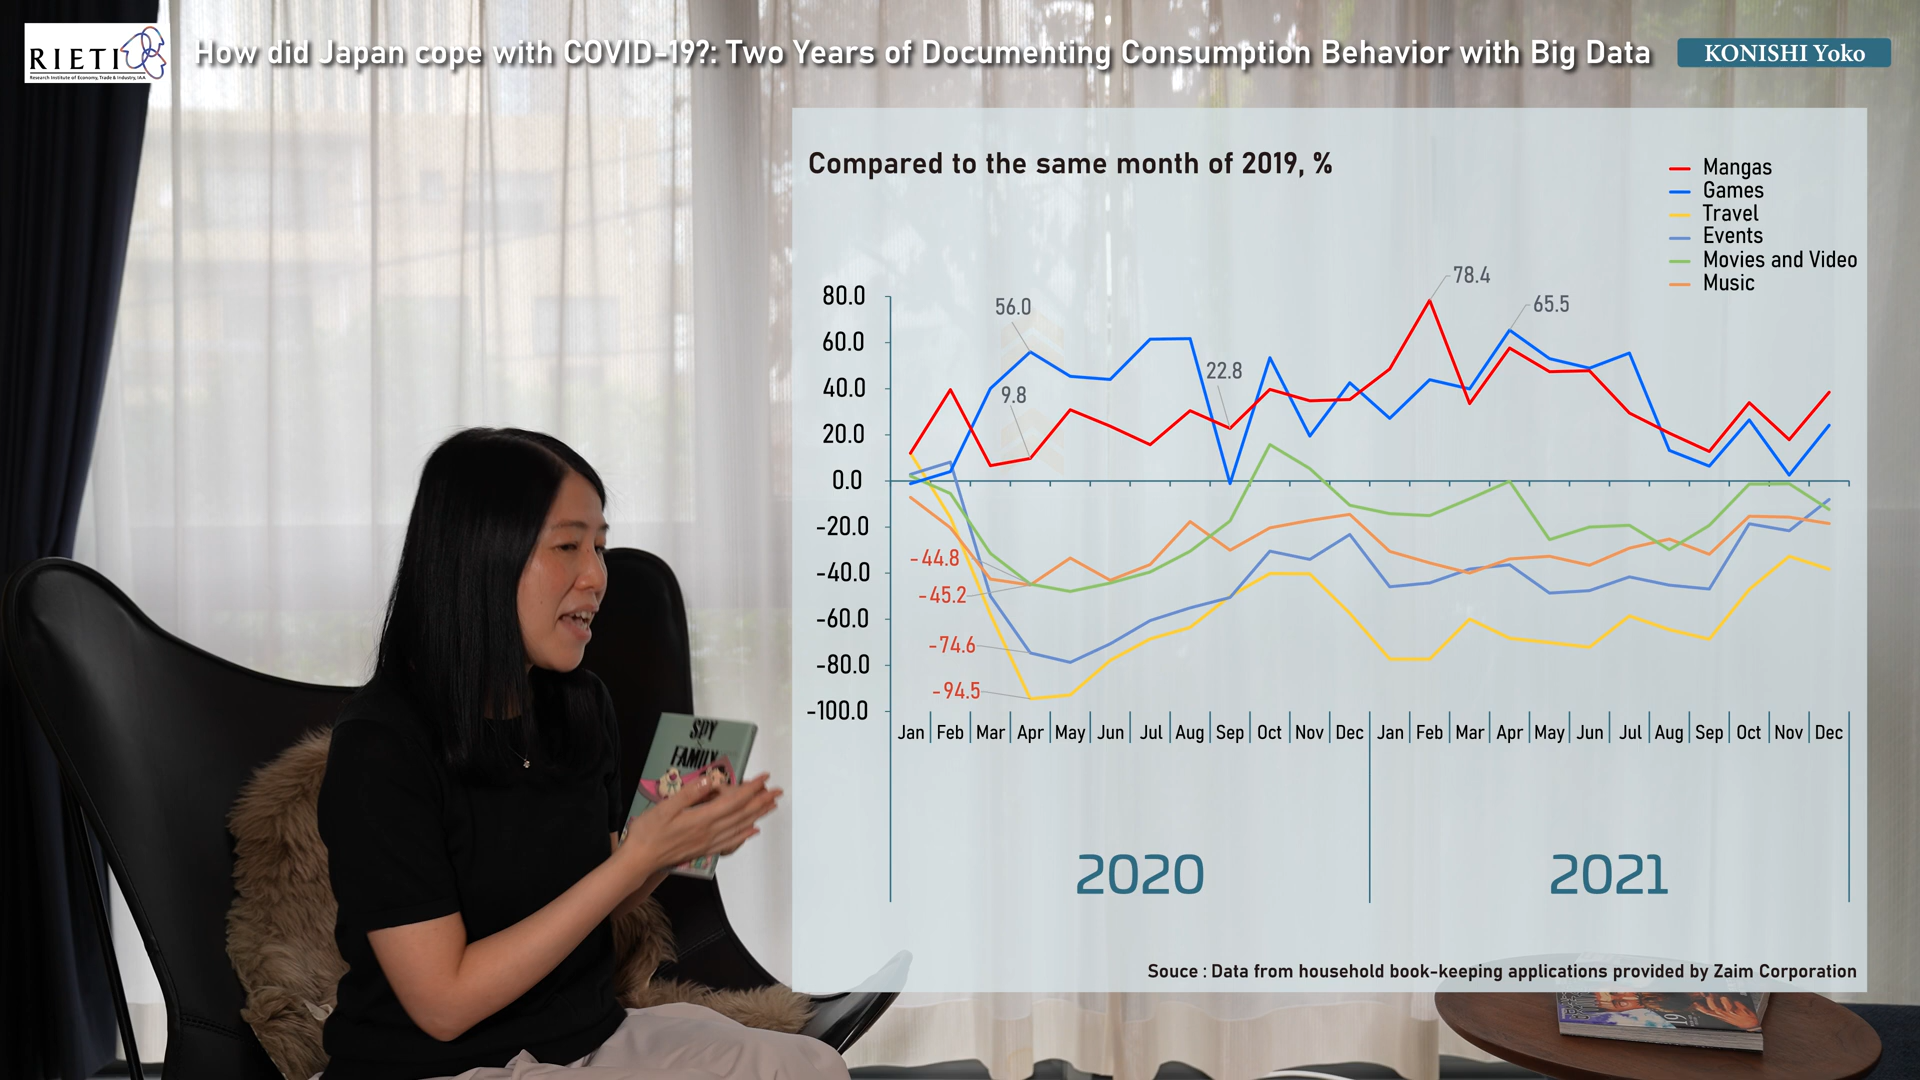 RIETI
Research Institute of Economy, Trade & Industry, IAA
How did Japan cope with COVID-19?: Two Years of Documenting Consumption Behavior with Big Data
KONISHI Yoko
Compared to the same month of 2019, %
Mangas
Games
Travel
Events
Movies and Video
Music
80.0
60.0
40.0
20.0
0.0
-20.0
-40.0
-60.0
-80.0
-100.0
56.0
9.8
22.8
78.4
65.5
-44.8
-45.2
-74.6
-94.5
Jan Feb Mar Apr May Jun Jul Aug Sep Oct Nov Dec Jan Feb Mar Apr May Jun Jul Aug Sep Oct Nov Dec
2020 2021
Souce : Data from household book-keeping applications provided by Zaim Corporation
SPY
FAMILY
19